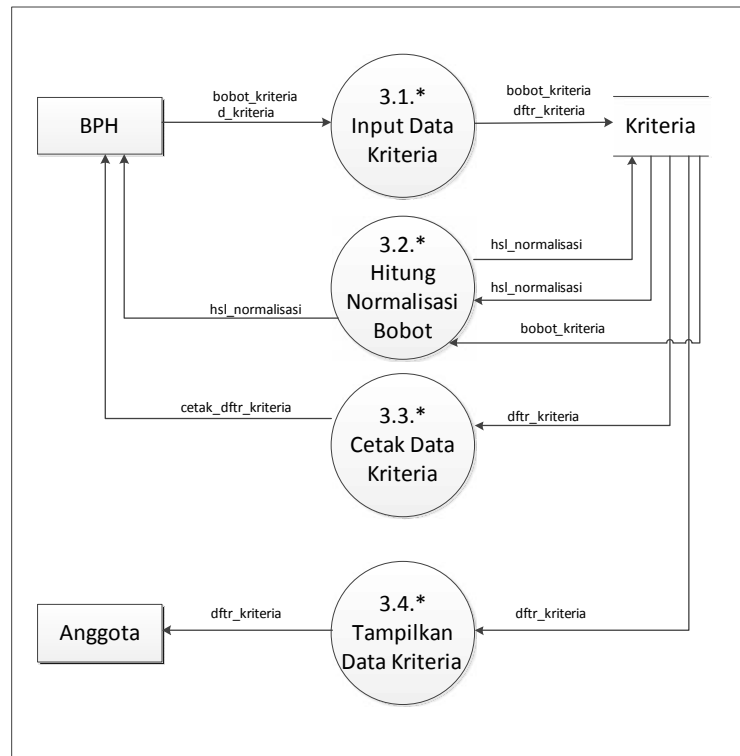 bobot_kriteria
d_kriteria
BPH
3.1.*
Input Data
Kriteria
bobot_kriteria
dftr_kriteria
Kriteria
3.2.*
Hitung
Normalisasi
Bobot
hsl_normalisasi
hsl_normalisasi
hsl_normalisasi
bobot_kriteria
cetak_dftr_kriteria
3.3.*
Cetak Data
Kriteria
dftr_kriteria
Anggota
dftr_kriteria
3.4.*
Tampilkan
Data Kriteria
dftr_kriteria